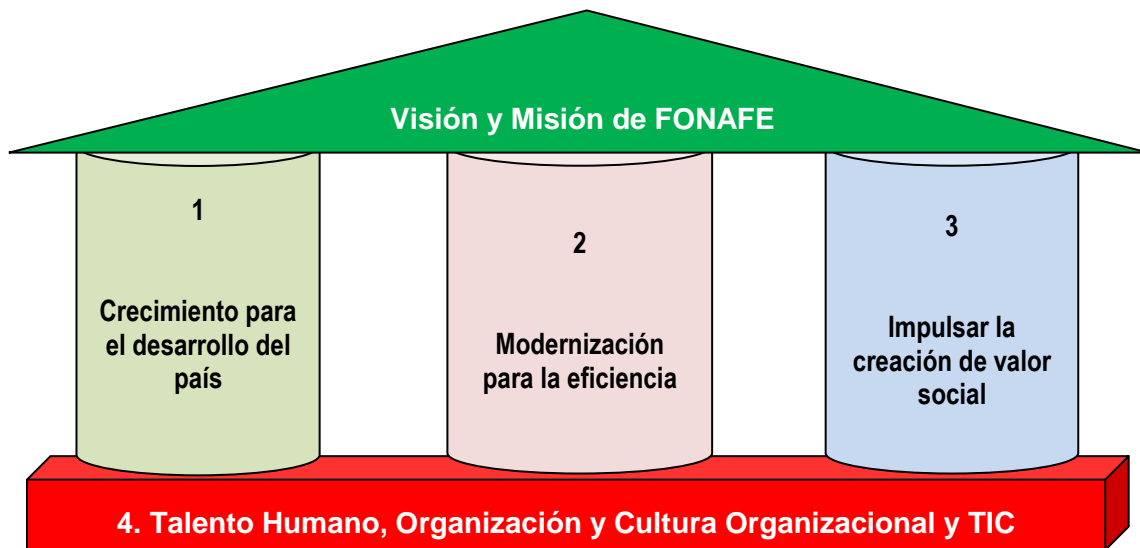 Visión y Misión de FONAFE
1
Crecimiento para
el desarrollo del
país
2
Modernización
para la eficiencia
3
Impulsar la
creación de valor
social
4. Talento Humano, Organización y Cultura Organizacional y TIC